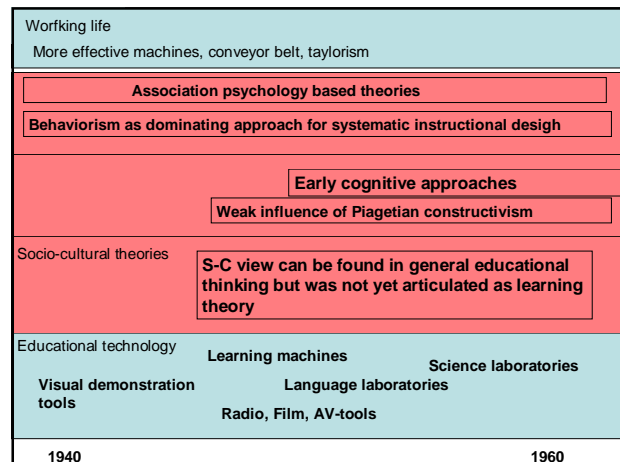 Worfking life
More effective machines, conveyor belt, taylorism
Association psychology based theories
Behaviorism as dominating approach for systematic instructional desigh
Early cognitive approaches
Weak influence of Piagetian constructivism
Socio-cultural theories
S-C view can be found in general educational
thinking but was not yet articulated as learning
theory
Educational technology
Learning machines
Science laboratories
Visual demonstration
tools
Language laboratories
Radio, Film, AV-tools
1940
1960